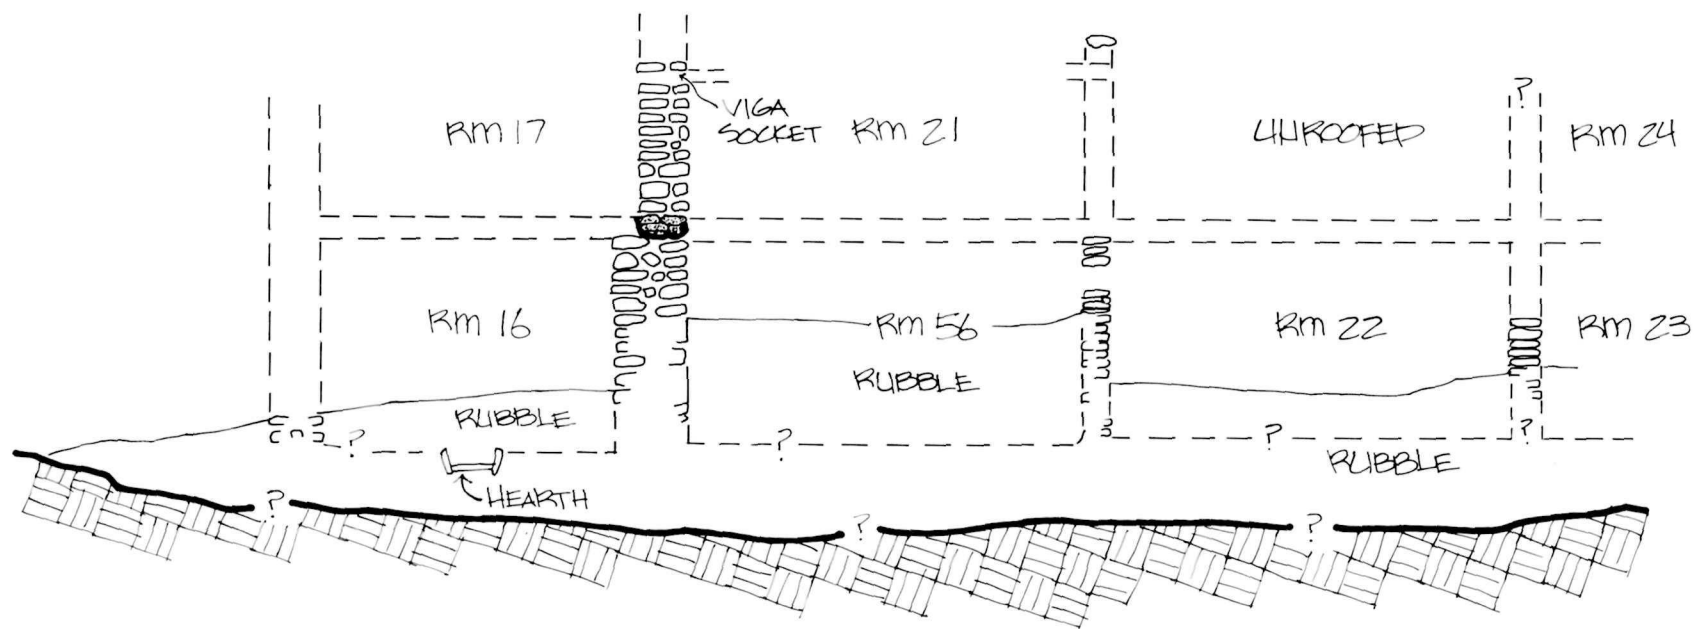 ?
VIGA
SOCKET
RM 17
RM 21
UNROOFED
RM 24
RM 16
RM 56
RM 22
RM 23
RUBBLE
RUBBLE
?
?
?
?
RUBBLE
HEARTH
?
?
?